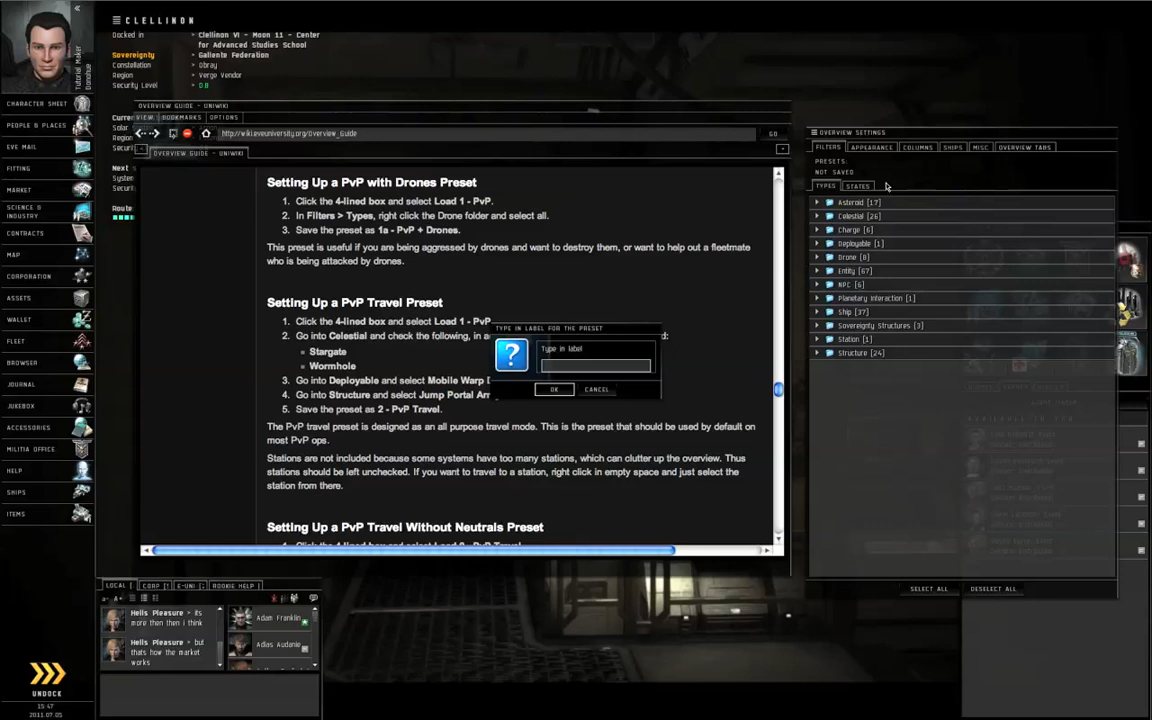 CLELLINON
Docked in
Clellinon VI - Moon 11 - Center
for Advanced Studies School
Sovereignty
Gallente Federation
Constellation
Obray
Region
Verge Vendor
Security Level
0.8
Tutorial Maker
Donahue
CHARACTER SHEET
PEOPLE & PLACES
EVE MAIL
FITTING
MARKET
SCIENCE &
INDUSTRY
CONTRACTS
MAP
CORPORATION
ASSETS
WALLET
FLEET
BROWSER
JOURNAL
JUKEBOX
ACCESSORIES
MILITIA OFFICE
HELP
SHIPS
ITEMS
UNDOCK
15:47
2011.07.05
OVERVIEW GUIDE - UNIWIKI
VIEW
BOOKMARKS
OPTIONS
http://wiki.eveuniversity.org/Overview_Guide
GO
OVERVIEW GUIDE - UNIWIKI
Setting Up a PvP with Drones Preset
1. Click the 4-lined box and select Load 1 - PvP.
2. In Filters > Types, right click the Drone folder and select all.
3. Save the preset as 1a - PvP + Drones.
This preset is useful if you are being aggressed by drones and want to destroy them, or want to help out a fleetmate
who is being attacked by drones.
Setting Up a PvP Travel Preset
1. Click the 4-lined box and select Load 1 - PvP
2. Go into Celestial and check the following, in a
Stargate
Wormhole
3. Go into Deployable and select Mobile Warp D
4. Go into Structure and select Jump Portal Arr
5. Save the preset as 2 - PvP Travel.
The PvP travel preset is designed as an all purpose travel mode. This is the preset that should be used by default on
most PvP ops.
Stations are not included because some systems have too many stations, which can clutter up the overview. Thus
stations should be left unchecked. If you want to travel to a station, right click in empty space and just select the
station from there.
Setting Up a PvP Travel Without Neutrals Preset
TYPE IN LABEL FOR THE PRESET
Type in label
OK
CANCEL
OVERVIEW SETTINGS
FILTERS
APPEARANCE
COLUMNS
SHIPS
MISC
OVERVIEW TABS
PRESETS:
NOT SAVED
TYPES
STATES
Asteroid [17]
Celestial [26]
Charge [6]
Deployable [1]
Drone [8]
Entity [67]
NPC [6]
Planetary Interaction [1]
Ship [37]
Sovereignty Structures [3]
Station [1]
Structure [24]
SELECT ALL
DESELECT ALL
LOCAL [
CORP [
E-UNI [
ROOKIE HELP [
Hells Pleasure > its
more then then i think
Hells Pleasure > but
thats how the market
works
Adam Franklin
Adias Audanie